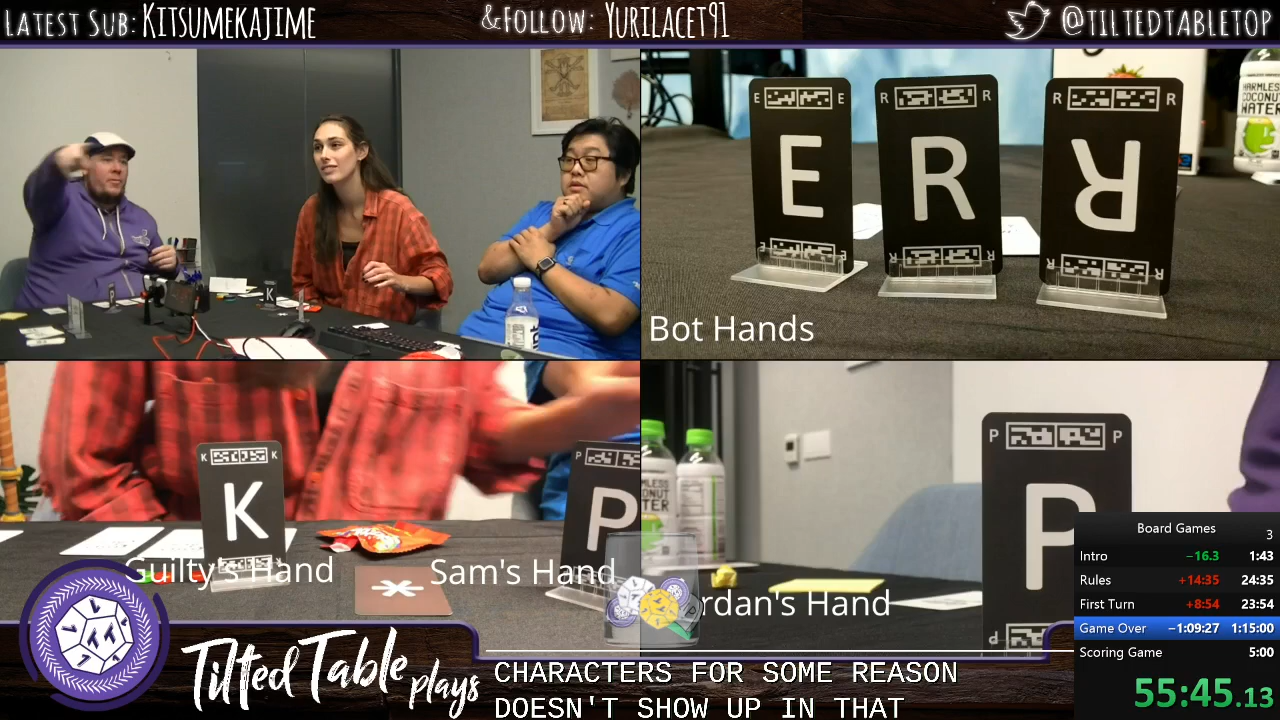 LATEST SUB: KITSUMEKAJIME
&FOLLOW: YURILACET91
@TILTEDTABLETOP
E E
E
E E
R R
R
R R
R R
R
R R
HARMLESS
COCONUT
WATER
Bot Hands
K K
K
P
P
Guilty's Hand
Sam's Hand
*
P P
P
P
rdan's Hand
Tilted Table plays
CHARACTERS FOR SOME REASON
DOESN'T SHOW UP IN THAT
Board Games
3
Intro −16.3 1:43
Rules +14:35 24:35
First Turn +8:54 23:54
Game Over −1:09:27 1:15:00
Scoring Game 5:00
55:45.13